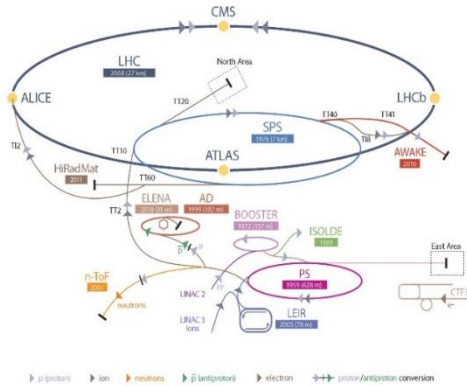 CMS
LHC
2008 (27 km)
North Area
ALICE
LHCb
TT20
TT40
TT41
SPS
1976 (7 km)
TI2
TI8
TT10
ATLAS
AWAKE
2016
HiRadMat
2011
TT60
ELENA
AD
2016 (31 m)
1999 (182 m)
TT2
BOOSTER
1972 (157 m)
ISOLDE
1989
p
p̄
East Area
n-ToF
2001
PS
1959 (628 m)
LINAC 2
neutrons
CTF3
LINAC 3
Ions
LEIR
2005 (78 m)
p (proton)
ion
neutrons
p̄ (antiproton)
electron
proton/antiproton conversion